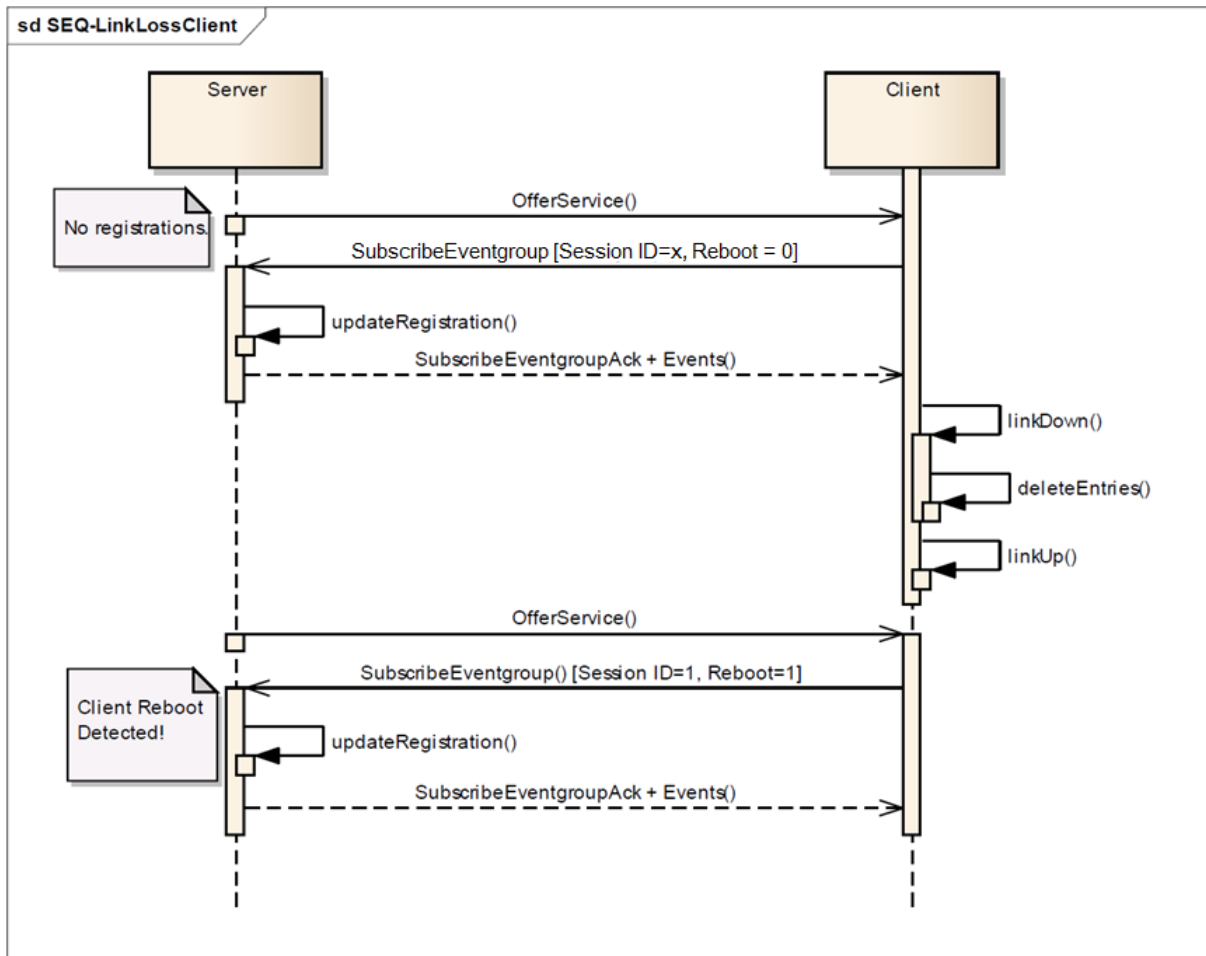 sd SEQ-LinkLossClient
Server
Client
No registrations.
OfferService()
SubscribeEventgroup [Session ID=x, Reboot = 0]
updateRegistration()
SubscribeEventgroupAck + Events()
linkDown()
deleteEntries()
linkUp()
OfferService()
SubscribeEventgroup() [Session ID=1, Reboot=1]
Client Reboot
Detected!
updateRegistration()
SubscribeEventgroupAck + Events()